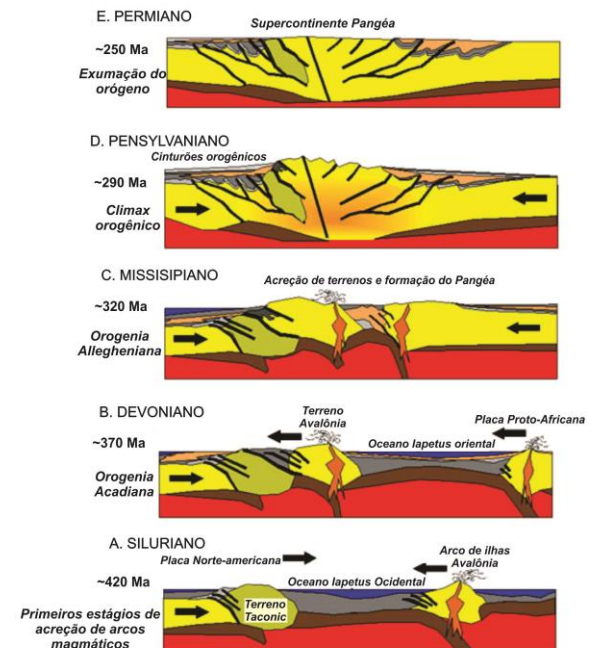 E. PERMIANO
Supercontinente Pangéa
~250 Ma
Exumação do
orógeno
D. PENSYLVANIANO
Cinturões orogênicos
~290 Ma
Climax
orogênico
C. MISSISIPIANO
Acreção de terrenos e formação do Pangéa
~320 Ma
Orogenia
Allegheniana
B. DEVONIANO
Terreno
Avalônia
Placa Proto-Africana
~370 Ma
Oceano Iapetus oriental
Orogenia
Acadiana
A. SILURIANO
Placa Norte-americana
Arco de ilhas
Avalônia
~420 Ma
Oceano Iapetus Ocidental
Primeiros estágios de
acreção de arcos
magmáticos
Terreno
Taconic